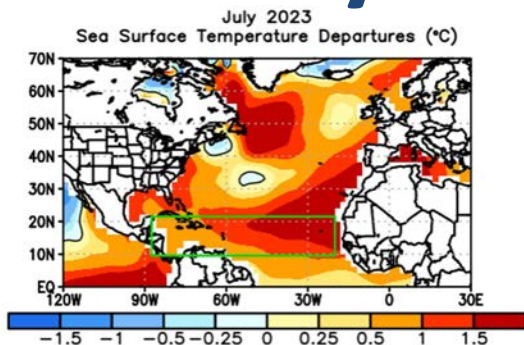 July 2023
Sea Surface Temperature Departures (°C)
70N
60N
50N
40N
30N
20N
10N
EQ
120W 90W 60W 30W 0 30E
-1.5 -1 -0.5 -0.25 0 0.25 0.5 1 1.5